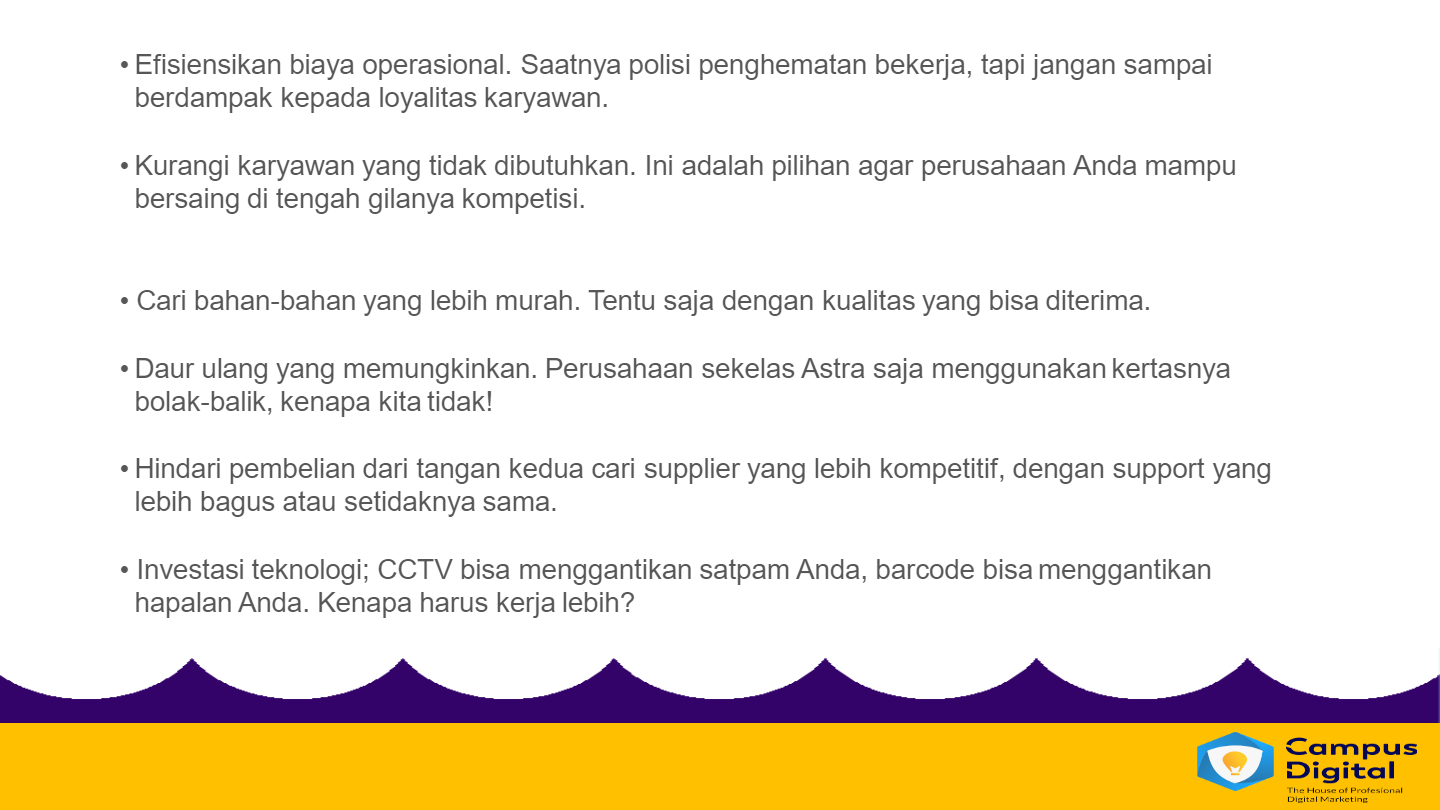 • Efisiensikan biaya operasional. Saatnya polisi penghematan bekerja, tapi jangan sampai
berdampak kepada loyalitas karyawan.
• Kurangi karyawan yang tidak dibutuhkan. Ini adalah pilihan agar perusahaan Anda mampu
bersaing di tengah gilanya kompetisi.
• Cari bahan-bahan yang lebih murah. Tentu saja dengan kualitas yang bisa diterima.
• Daur ulang yang memungkinkan. Perusahaan sekelas Astra saja menggunakan kertasnya
bolak-balik, kenapa kita tidak!
• Hindari pembelian dari tangan kedua cari supplier yang lebih kompetitif, dengan support yang
lebih bagus atau setidaknya sama.
• Investasi teknologi; CCTV bisa menggantikan satpam Anda, barcode bisa menggantikan
hapalan Anda. Kenapa harus kerja lebih?
Campus
Digital
The House of Profesional
Digital Marketing